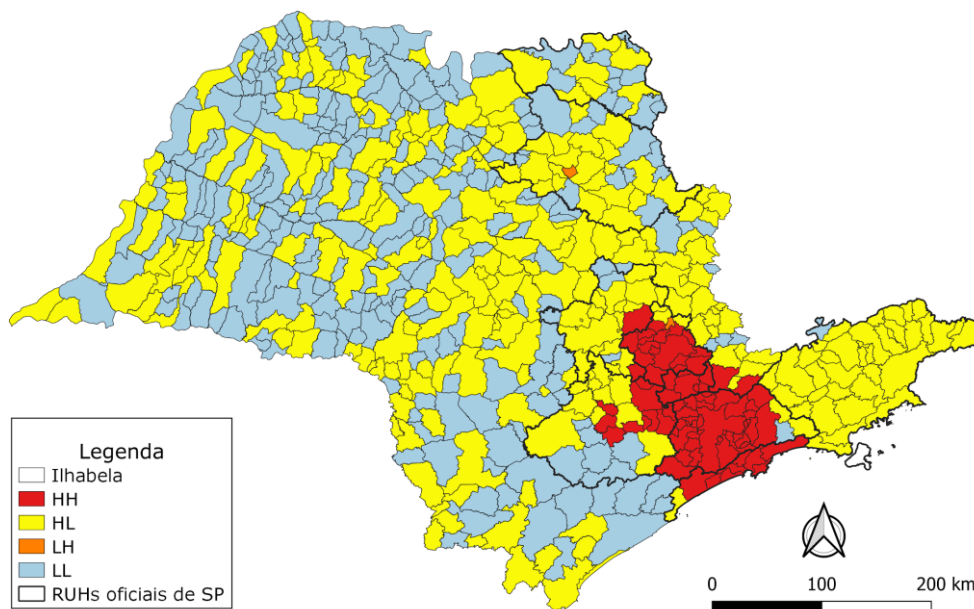 Legenda
Ilhabela
HH
HL
LH
LL
RUHs oficiais de SP
0 100 200 km